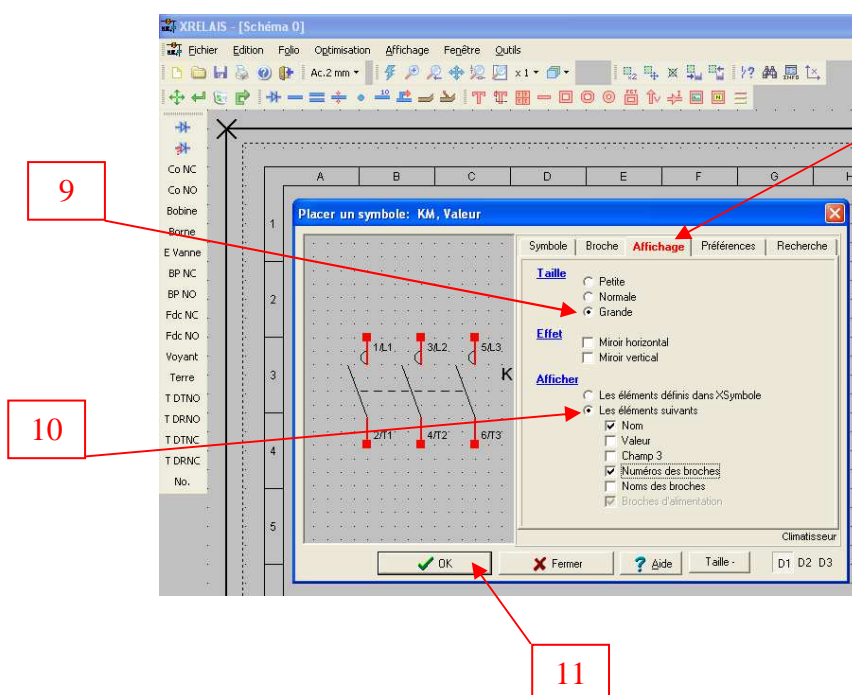 XRELAIS - [Schéma 0]
Fichier Edition Folio Optimisation Affichage Fenêtre Outils
Ac.2 mm x 1
10
Co NC
Co NO
Bobine
Borne
E Vanne
BP NC
BP NO
Fdc NC
Fdc NO
Voyant
Terre
T DTNO
T DRNO
T DTNC
T DRNC
No.
A B C D E F G H
1
2
3
4
5
9
10
11
Placer un symbole: KM, Valeur
1/L1 3/L2 5/L3
K
2/T1 4/T2 6/T3
Symbole Broche Affichage Préférences Recherche
Taille
Petite
Normale
Grande
Effet
Miroir horizontal
Miroir vertical
Afficher
Les éléments définis dans XSymbole
Les éléments suivants
Nom
Valeur
Champ 3
Numéros des broches
Noms des broches
Broches d'alimentation
Climatisseur
OK Fermer Aide Taille - D1 D2 D3